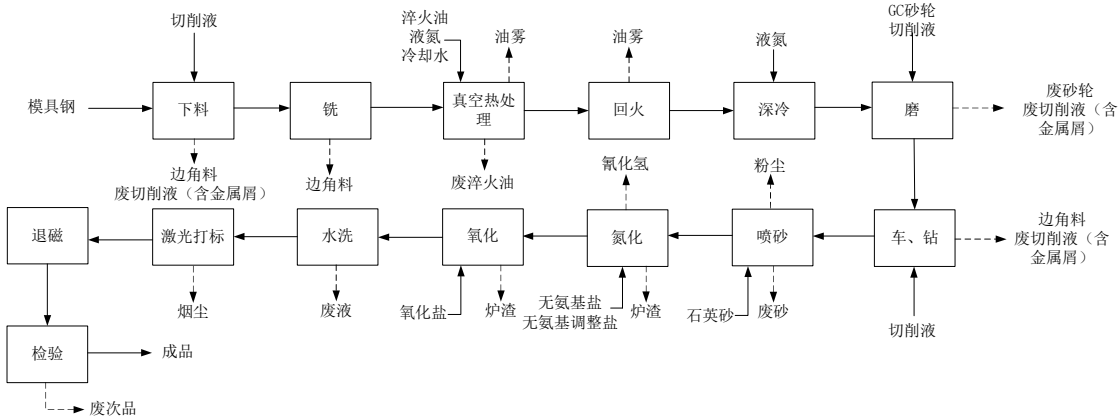 切削液
淬火油
液氮
冷却水
油雾
油雾
液氮
GC砂轮
切削液
模具钢
下料
铣
真空热处
理
回火
深冷
磨
废砂轮
废切削液（含
金属屑）
边角料
废切削液（含金属屑）
边角料
废淬火油
氰化氢
粉尘
退磁
激光打标
水洗
氧化
氮化
喷砂
车、钻
边角料
废切削液（含
金属屑）
烟尘
废液
氧化盐
炉渣
无氨基盐
无氨基调整盐
炉渣
石英砂
废砂
切削液
检验
成品
废次品